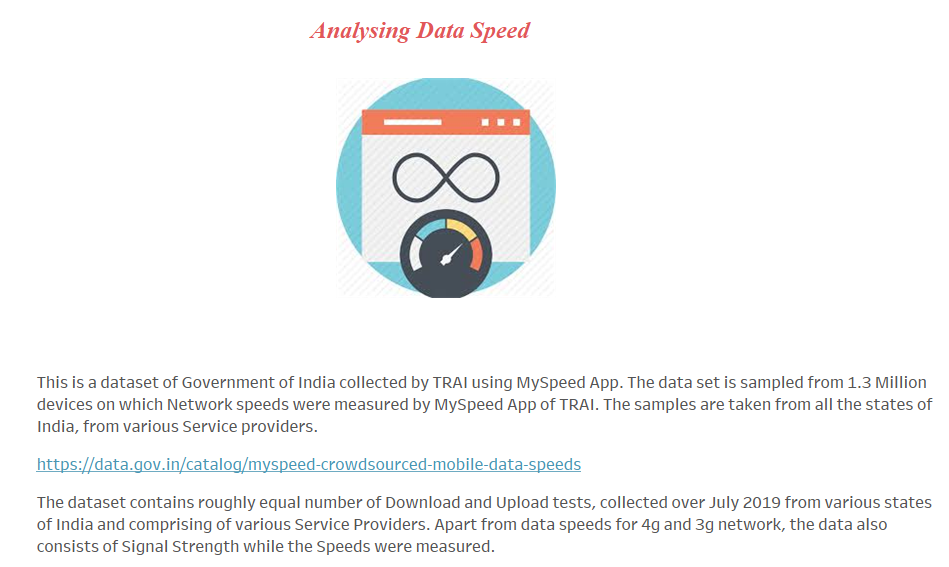 Analysing Data Speed
This is a dataset of Government of India collected by TRAI using MySpeed App. The data set is sampled from 1.3 Million
devices on which Network speeds were measured by MySpeed App of TRAI. The samples are taken from all the states of
India, from various Service providers.
https://data.gov.in/catalog/myspeed-crowdsourced-mobile-data-speeds
The dataset contains roughly equal number of Download and Upload tests, collected over July 2019 from various states
of India and comprising of various Service Providers. Apart from data speeds for 4g and 3g network, the data also
consists of Signal Strength while the Speeds were measured.